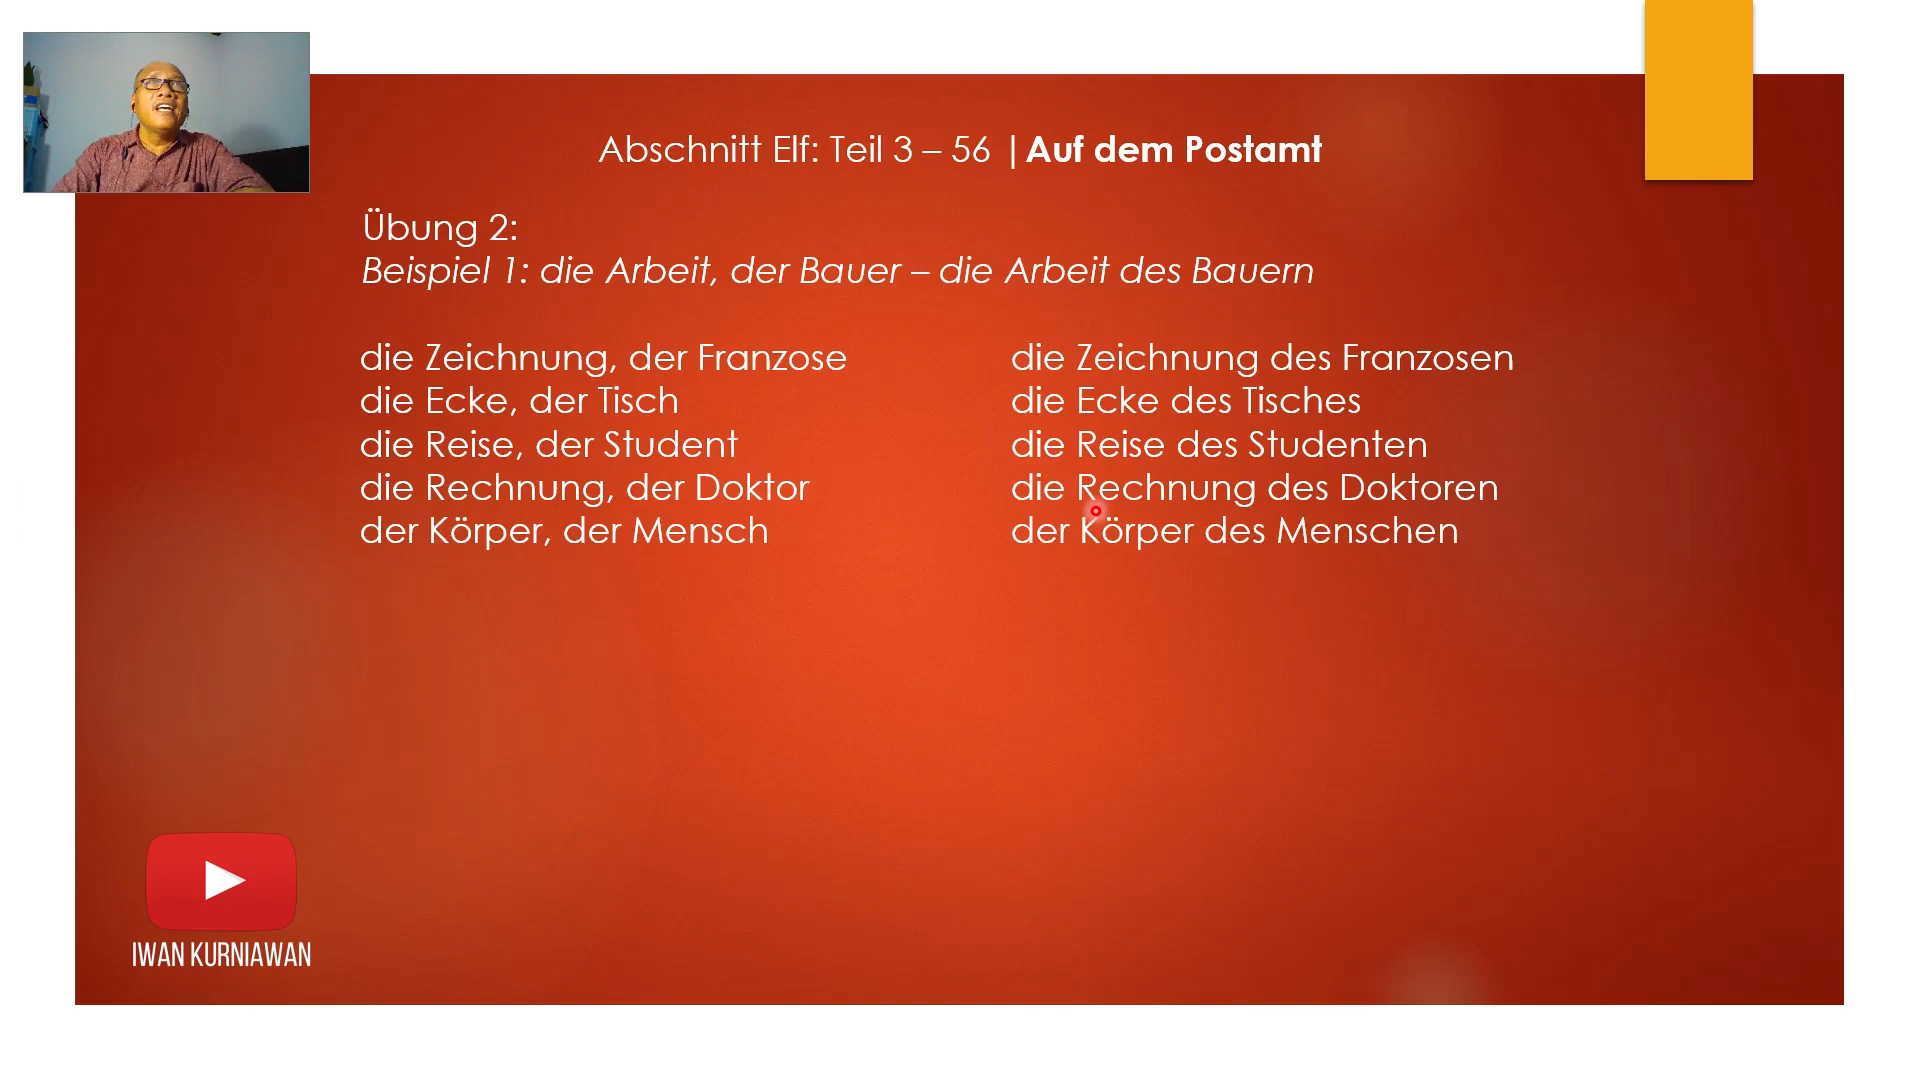 Abschnitt Elf: Teil 3 – 56 | Auf dem Postamt
Übung 2:
Beispiel 1: die Arbeit, der Bauer – die Arbeit des Bauern
die Zeichnung, der Franzose
die Zeichnung des Franzosen
die Ecke, der Tisch
die Ecke des Tisches
die Reise, der Student
die Reise des Studenten
die Rechnung, der Doktor
die Rechnung des Doktoren
der Körper, der Mensch
der Körper des Menschen
IWAN KURNIAWAN